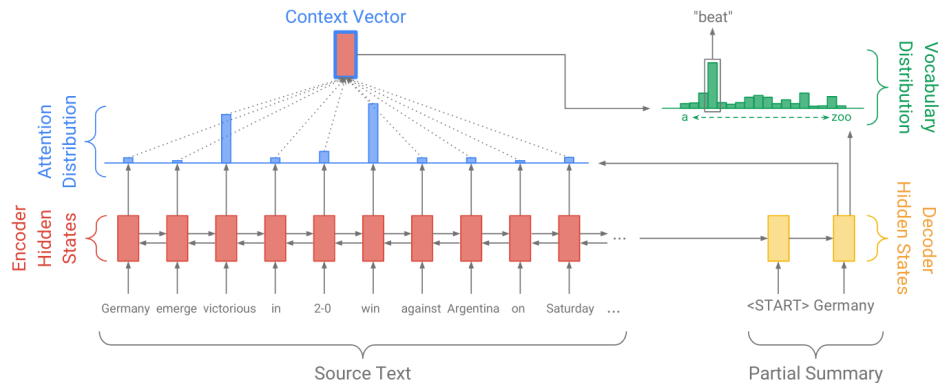 Context Vector
"beat"
Attention
Distribution
a
zoo
Vocabulary
Distribution
Encoder
Hidden
States
...
Decoder
Hidden States
Germany emerge victorious in 2-0 win against Argentina on Saturday ...
<START> Germany
Source Text
Partial Summary